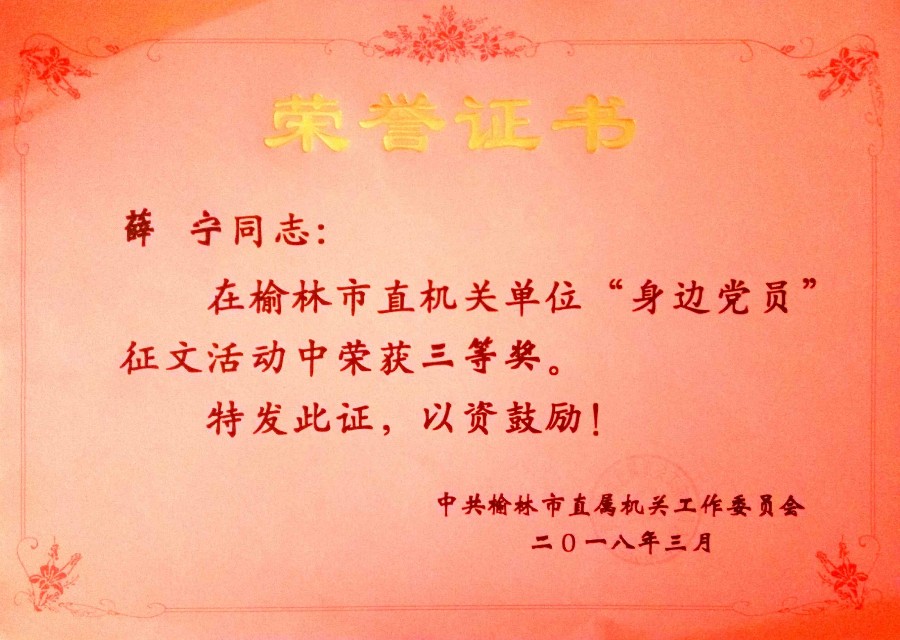 荣誉证书
薛 宁同志:
在榆林市直机关单位“身边党员”
征文活动中荣获三等奖。
特发此证，以资鼓励！
中共榆林市直属机关工作委员会
二0一八年三月